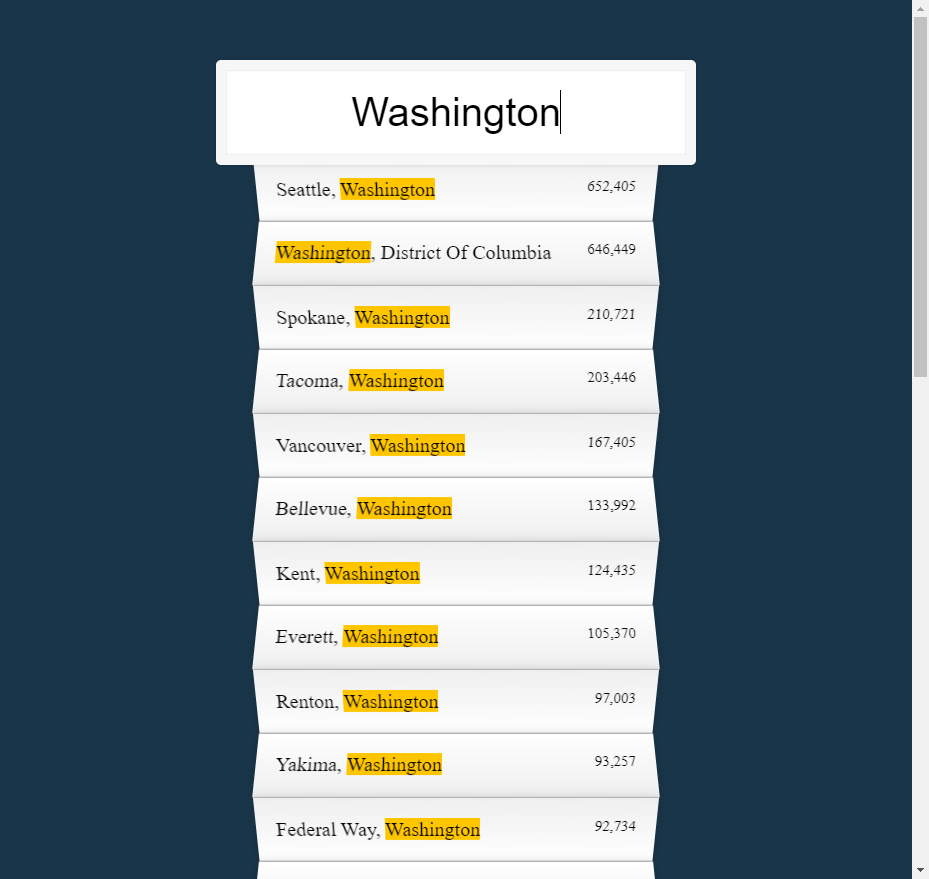 Washington
Seattle, Washington 652,405
Washington, District Of Columbia 646,449
Spokane, Washington 210,721
Tacoma, Washington 203,446
Vancouver, Washington 167,405
Bellevue, Washington 133,992
Kent, Washington 124,435
Everett, Washington 105,370
Renton, Washington 97,003
Yakima, Washington 93,257
Federal Way, Washington 92,734